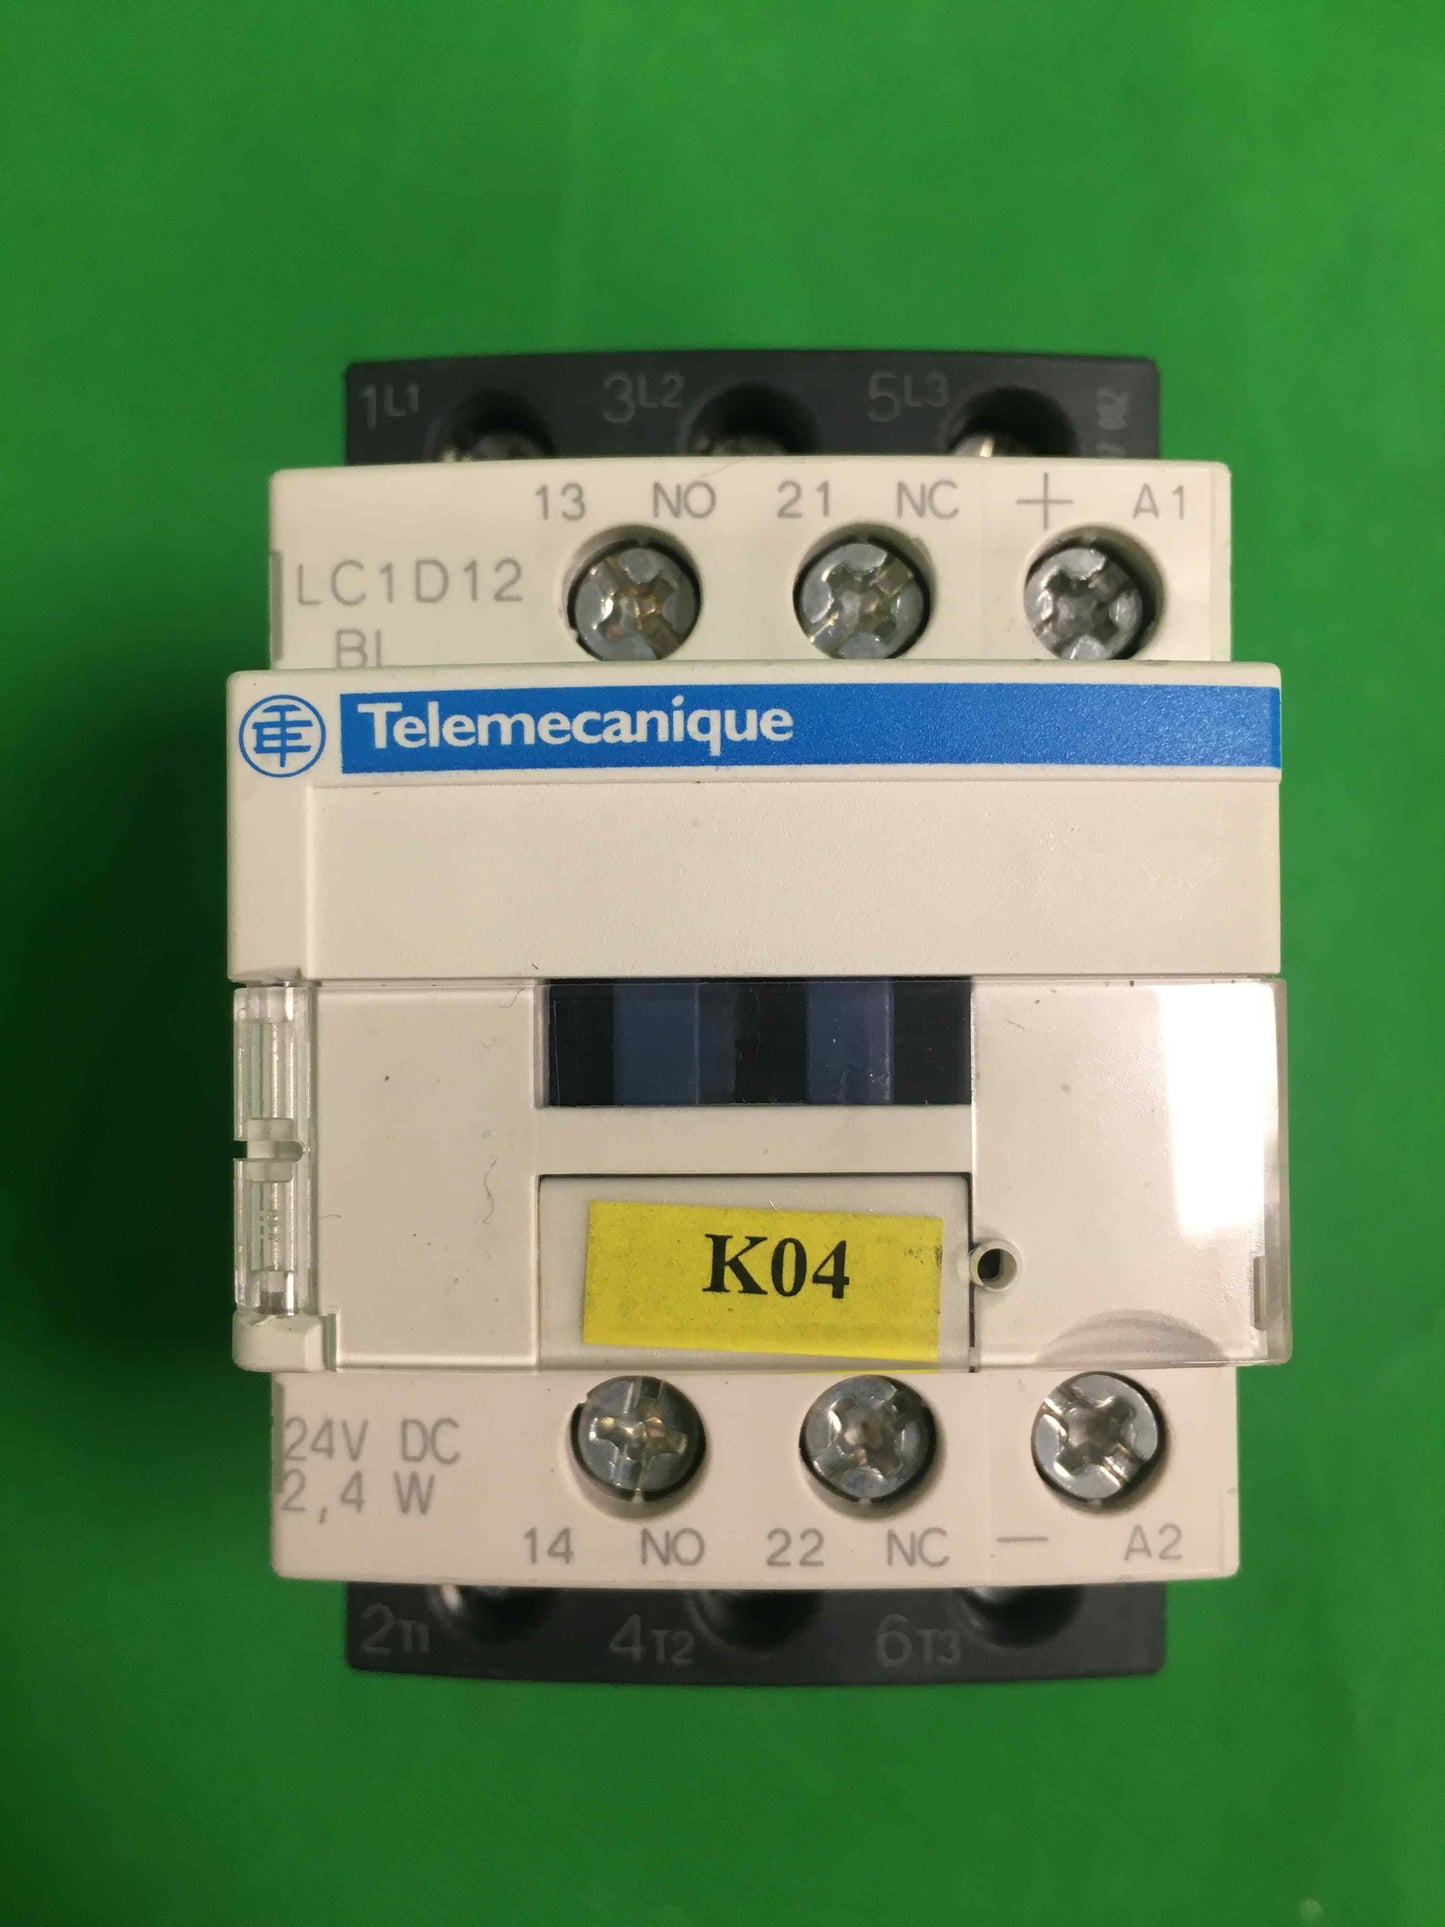 1L1 3L2 5L3
13 NO 21 NC + A1
LC1D12
BL
Telemecanique
K04
24V DC
2,4 W
14 NO 22 NC — A2
2T1 4T2 6T3